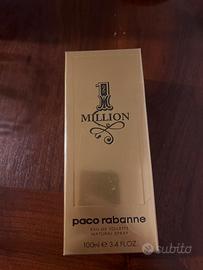 1
MILLION
paco rabanne
EAU DE TOILETTE
NATURAL SPRAY
100ml e 3.4 FL.OZ.
subito